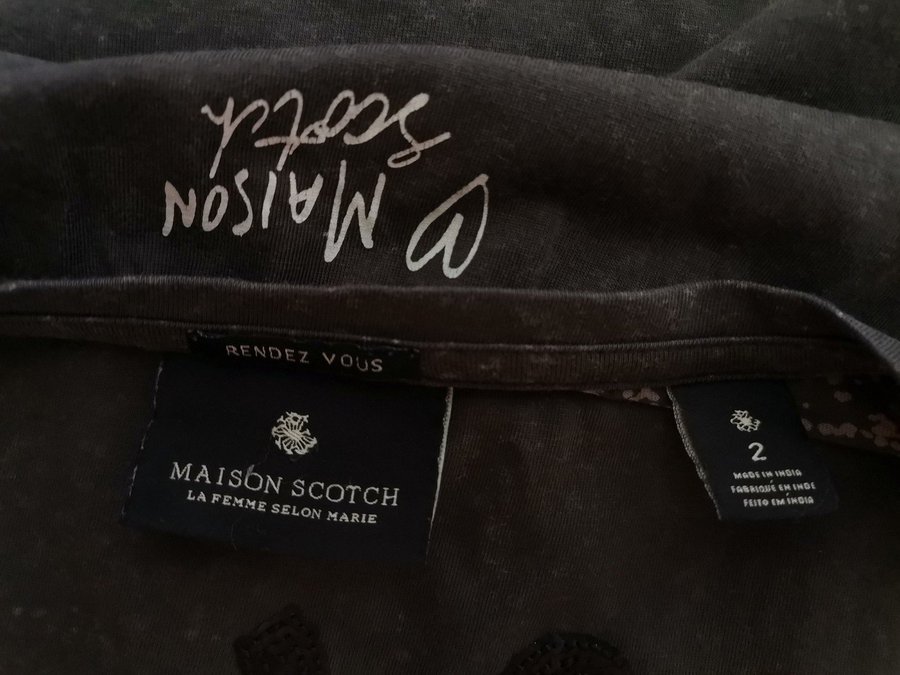 MAISON
scotch
RENDEZ VOUS
MAISON SCOTCH
LA FEMME SELON MARIE
2
MADE IN INDIA
FABRIQUÉ EN INDE
FEITO EM ÍNDIA